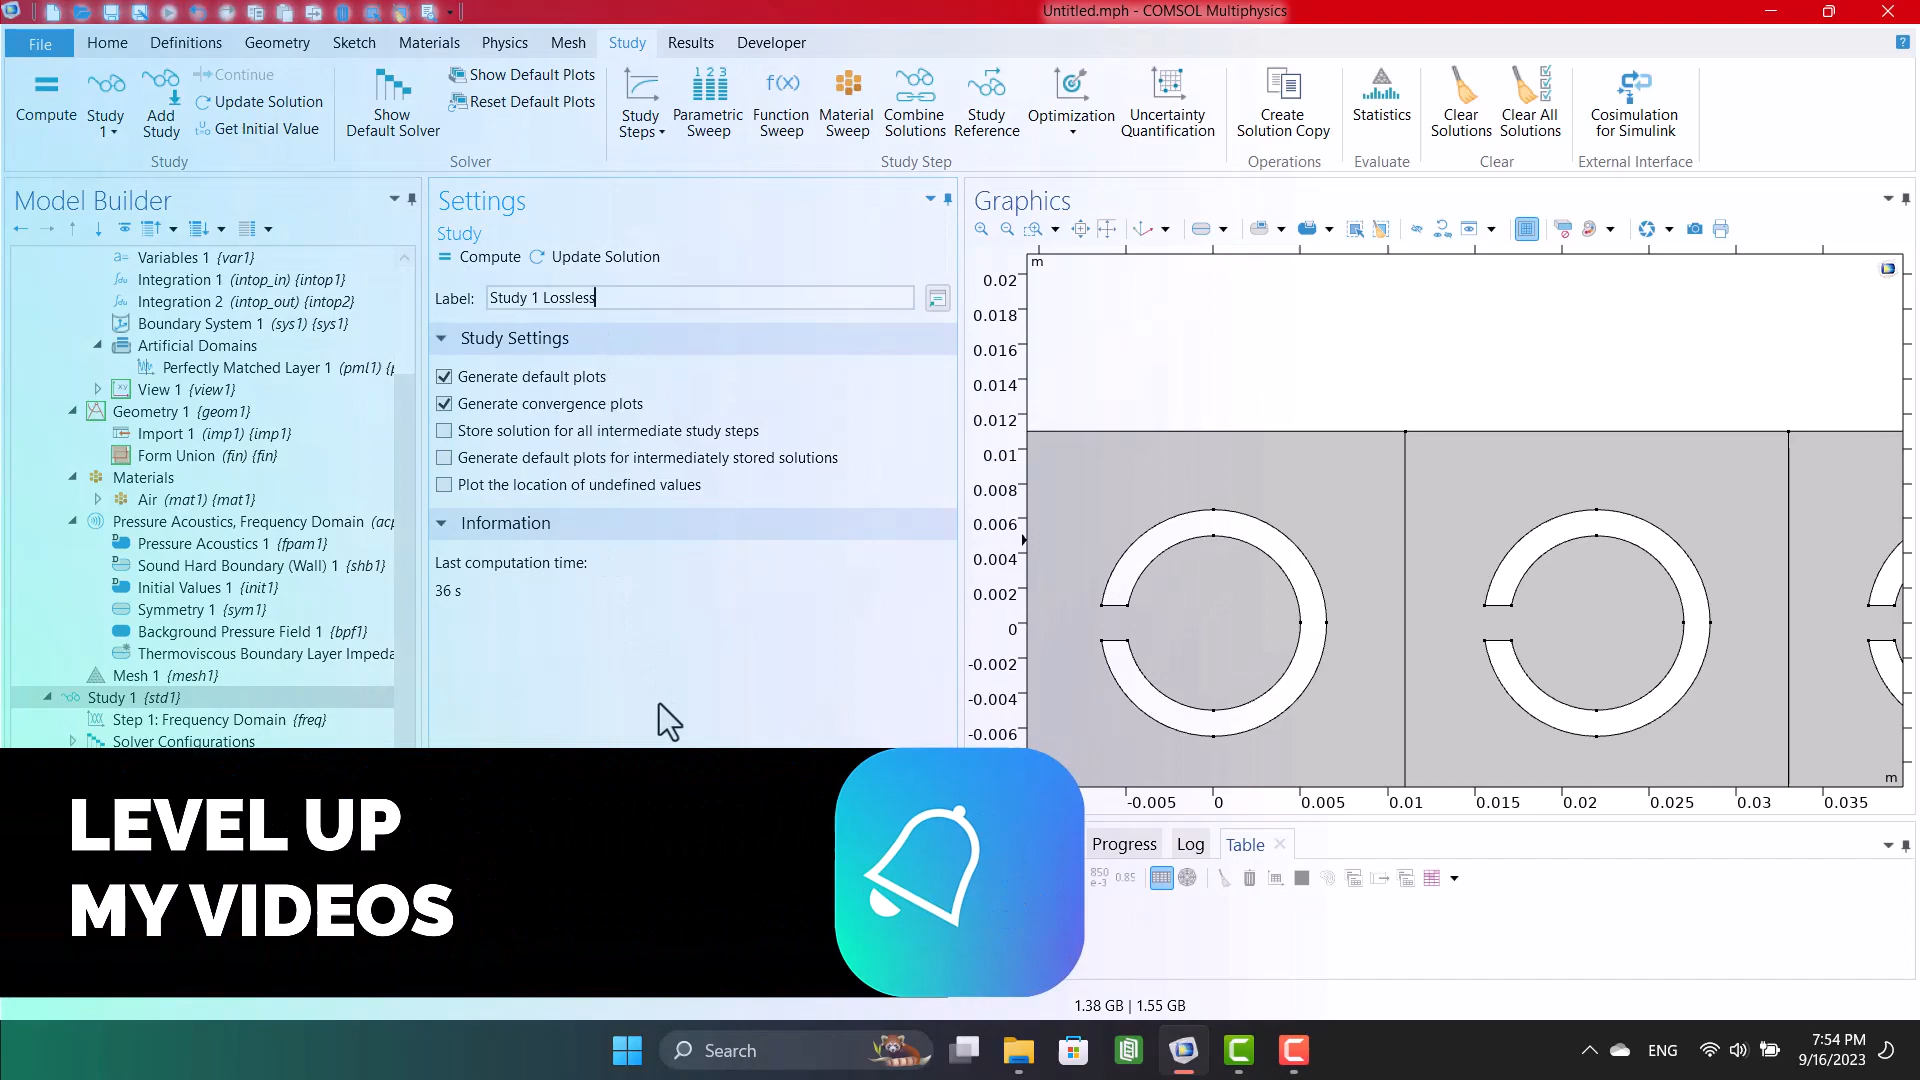 Untitled.mph - COMSOL Multiphysics
File Home Definitions Geometry Sketch Materials Physics Mesh Study Results Developer
Compute
Study 1
Add Study
Continue
Update Solution
Get Initial Value
Study
Show Default Solver
Show Default Plots
Reset Default Plots
Solver
Study Steps
Parametric Sweep
Function Sweep
Material Sweep
Combine Solutions
Study Reference
Optimization
Uncertainty Quantification
Study Step
Create Solution Copy
Operations
Statistics
Evaluate
Clear Solutions
Clear All Solutions
Clear
Cosimulation for Simulink
External Interface
Model Builder
Variables 1 {var1}
Integration 1 (intop_in) {intop1}
Integration 2 (intop_out) {intop2}
Boundary System 1 (sys1) {sys1}
Artificial Domains
Perfectly Matched Layer 1 (pml1) {p
View 1 {view1}
Geometry 1 {geom1}
Import 1 (imp1) {imp1}
Form Union (fin) {fin}
Materials
Air (mat1) {mat1}
Pressure Acoustics, Frequency Domain (acp
Pressure Acoustics 1 {fpam1}
Sound Hard Boundary (Wall) 1 {shb1}
Initial Values 1 {init1}
Symmetry 1 {sym1}
Background Pressure Field 1 {bpf1}
Thermoviscous Boundary Layer Impeda
Mesh 1 {mesh1}
Study 1 {std1}
Step 1: Frequency Domain {freq}
Solver Configurations
Settings
Study
Compute Update Solution
Label: Study 1 Lossless
Study Settings
Generate default plots
Generate convergence plots
Store solution for all intermediate study steps
Generate default plots for intermediately stored solutions
Plot the location of undefined values
Information
Last computation time:
36 s
Graphics
m
0.02
0.018
0.016
0.014
0.012
0.01
0.008
0.006
0.004
0.002
0
-0.002
-0.004
-0.006
m
-0.005 0 0.005 0.01 0.015 0.02 0.025 0.03 0.035
LEVEL UP
MY VIDEOS
Progress Log Table
850
e-3
0.85
1.38 GB | 1.55 GB
Search
ENG
7:54 PM
9/16/2023